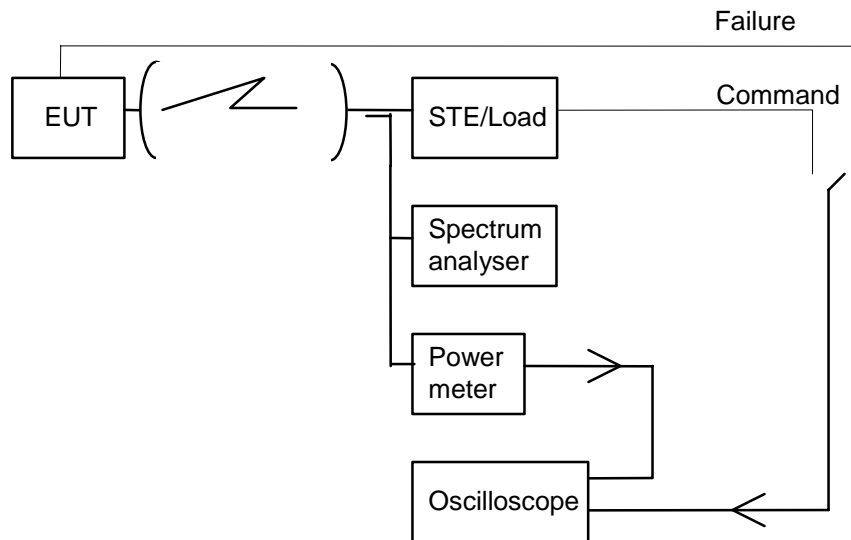 Failure
EUT
STE/Load
Command
Spectrum
analyser
Power
meter
Oscilloscope